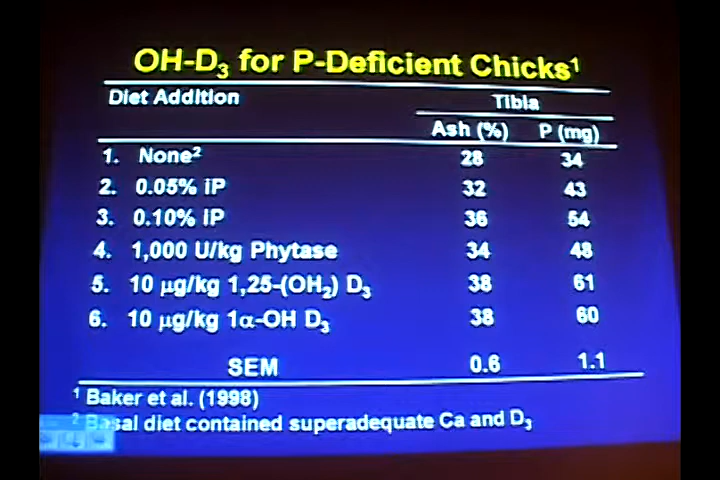 OH-D₃ for P-Deficient Chicks¹
Diet Addition Tibia
Ash (%) P (mg)
1. None² 28 34
2. 0.05% iP 32 43
3. 0.10% iP 36 54
4. 1,000 U/kg Phytase 34 48
5. 10 µg/kg 1,25-(OH₂) D₃ 38 61
6. 10 µg/kg 1α-OH D₃ 38 60
SEM 0.6 1.1
¹ Baker et al. (1998)
² Basal diet contained superadequate Ca and D₃